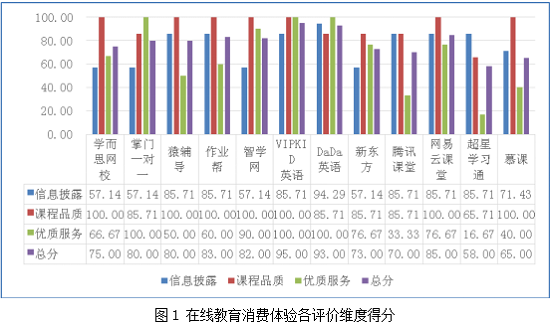 100.00
80.00
60.00
40.00
20.00
0.00
学而思网校 掌门一对一 猿辅导 作业帮 智学网 VIPKID英语 DaDa英语 新东方 腾讯课堂 网易云课堂 超星学习通 慕课
信息披露 57.14 57.14 85.71 85.71 57.14 85.71 94.29 57.14 85.71 85.71 85.71 71.43
课程品质 100.00 85.71 100.00 100.00 100.00 100.00 85.71 85.71 85.71 100.00 65.71 100.00
优质服务 66.67 100.00 50.00 60.00 90.00 100.00 100.00 76.67 33.33 76.67 16.67 40.00
总分 75.00 80.00 80.00 83.00 82.00 95.00 93.00 73.00 70.00 85.00 58.00 65.00
信息披露 课程品质 优质服务 总分
图1 在线教育消费体验各评价维度得分